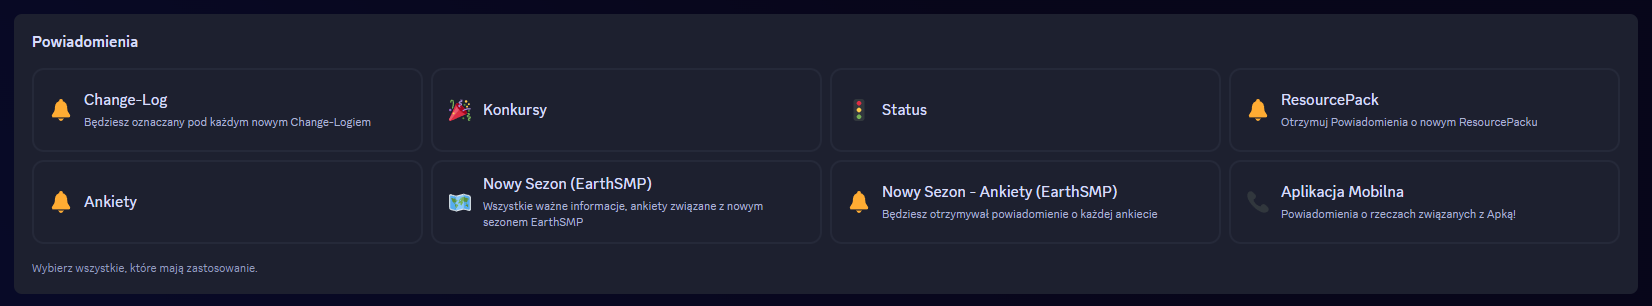 Powiadomienia
Change-Log
Będziesz oznaczany pod każdym nowym Change-Logiem
Konkursy
Status
ResourcePack
Otrzymuj Powiadomienia o nowym ResourcePacku
Ankiety
Nowy Sezon (EarthSMP)
Wszystkie ważne informacje, ankiety związane z nowym
sezonem EarthSMP
Nowy Sezon - Ankiety (EarthSMP)
Będziesz otrzymywał powiadomienie o każdej ankiecie
Aplikacja Mobilna
Powiadomienia o rzeczach związanych z Apką!
Wybierz wszystkie, które mają zastosowanie.